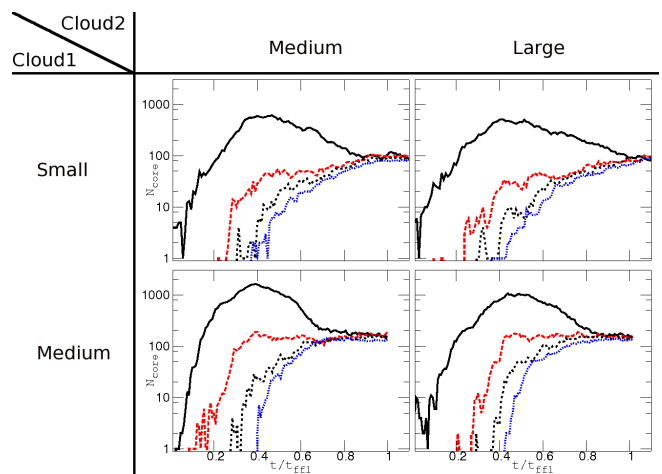 Cloud2
Cloud1
Medium Large
Small
1000
100
10
1
N_core
Medium
1000
100
10
1
N_core
0.2 0.4 0.6 0.8 1 0.2 0.4 0.6 0.8 1
t/t_ff1 t/t_ff1